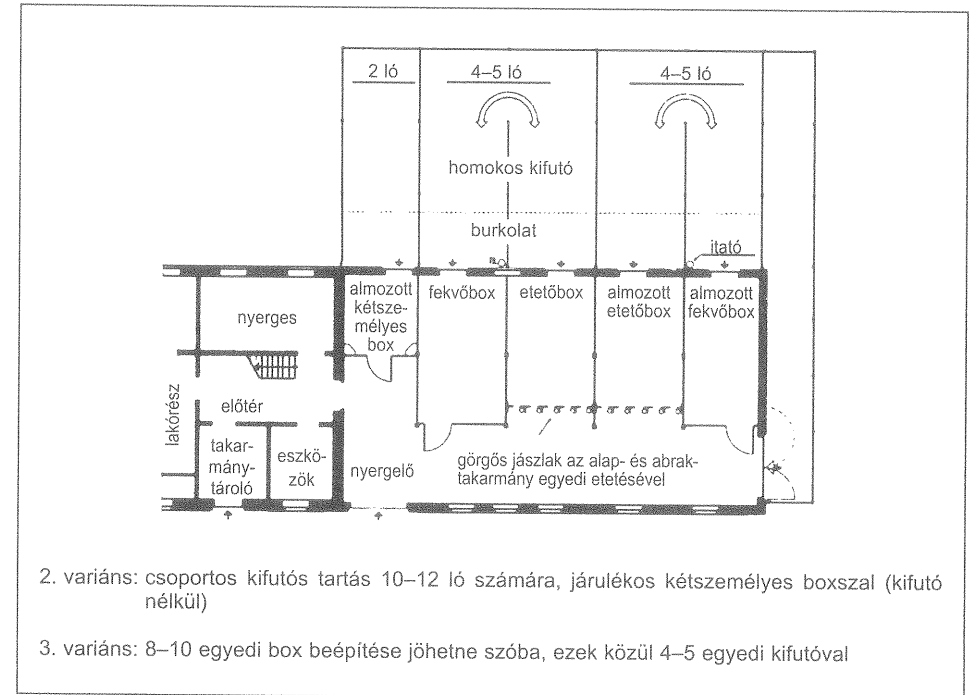 2 ló
4–5 ló
4–5 ló
homokos kifutó
burkolat
itató
almozott
kétsze-
mélyes
box
fekvőbox
etetőbox
almozott
etetőbox
almozott
fekvőbox
nyerges
előtér
lakórész
takar-
mány-
tároló
eszkö-
zök
nyergelő
görgős jászlak az alap- és abrak-
takarmány egyedi etetésével
2. variáns: csoportos kifutós tartás 10–12 ló számára, járulékos kétszemélyes boxszal (kifutó
nélkül)
3. variáns: 8–10 egyedi box beépítése jöhetne szóba, ezek közül 4–5 egyedi kifutóval